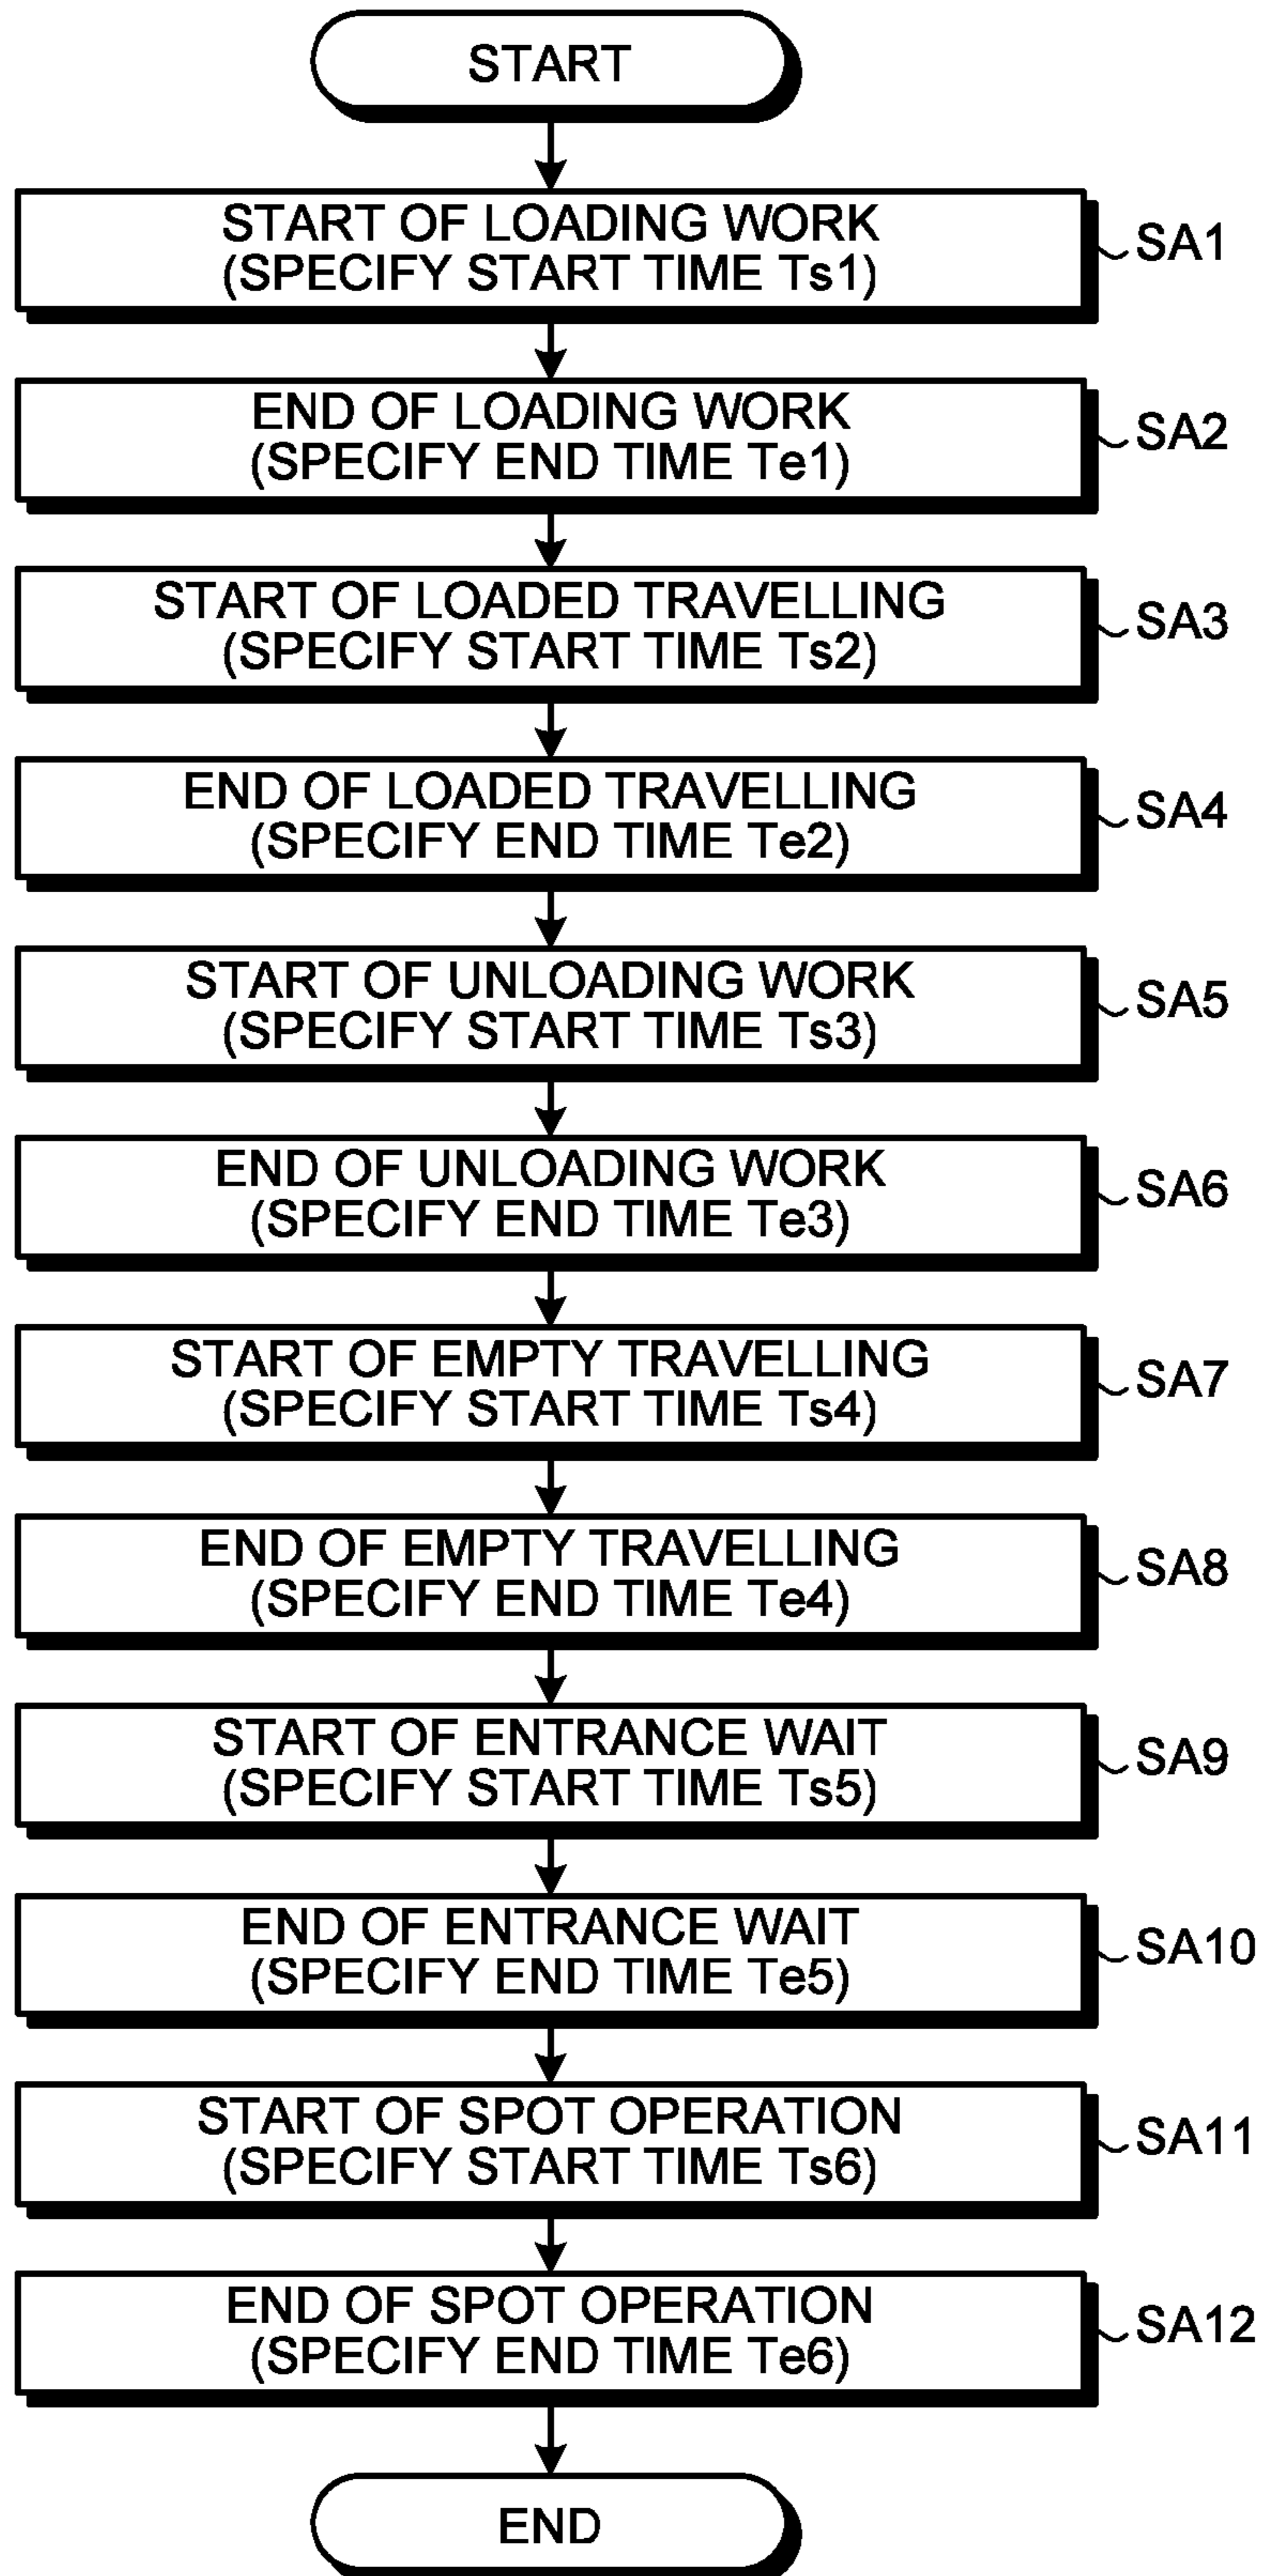 START
START OF LOADING WORK
(SPECIFY START TIME Ts1)
SA1
END OF LOADING WORK
(SPECIFY END TIME Te1)
SA2
START OF LOADED TRAVELLING
(SPECIFY START TIME Ts2)
SA3
END OF LOADED TRAVELLING
(SPECIFY END TIME Te2)
SA4
START OF UNLOADING WORK
(SPECIFY START TIME Ts3)
SA5
END OF UNLOADING WORK
(SPECIFY END TIME Te3)
SA6
START OF EMPTY TRAVELLING
(SPECIFY START TIME Ts4)
SA7
END OF EMPTY TRAVELLING
(SPECIFY END TIME Te4)
SA8
START OF ENTRANCE WAIT
(SPECIFY START TIME Ts5)
SA9
END OF ENTRANCE WAIT
(SPECIFY END TIME Te5)
SA10
START OF SPOT OPERATION
(SPECIFY START TIME Ts6)
SA11
END OF SPOT OPERATION
(SPECIFY END TIME Te6)
SA12
END